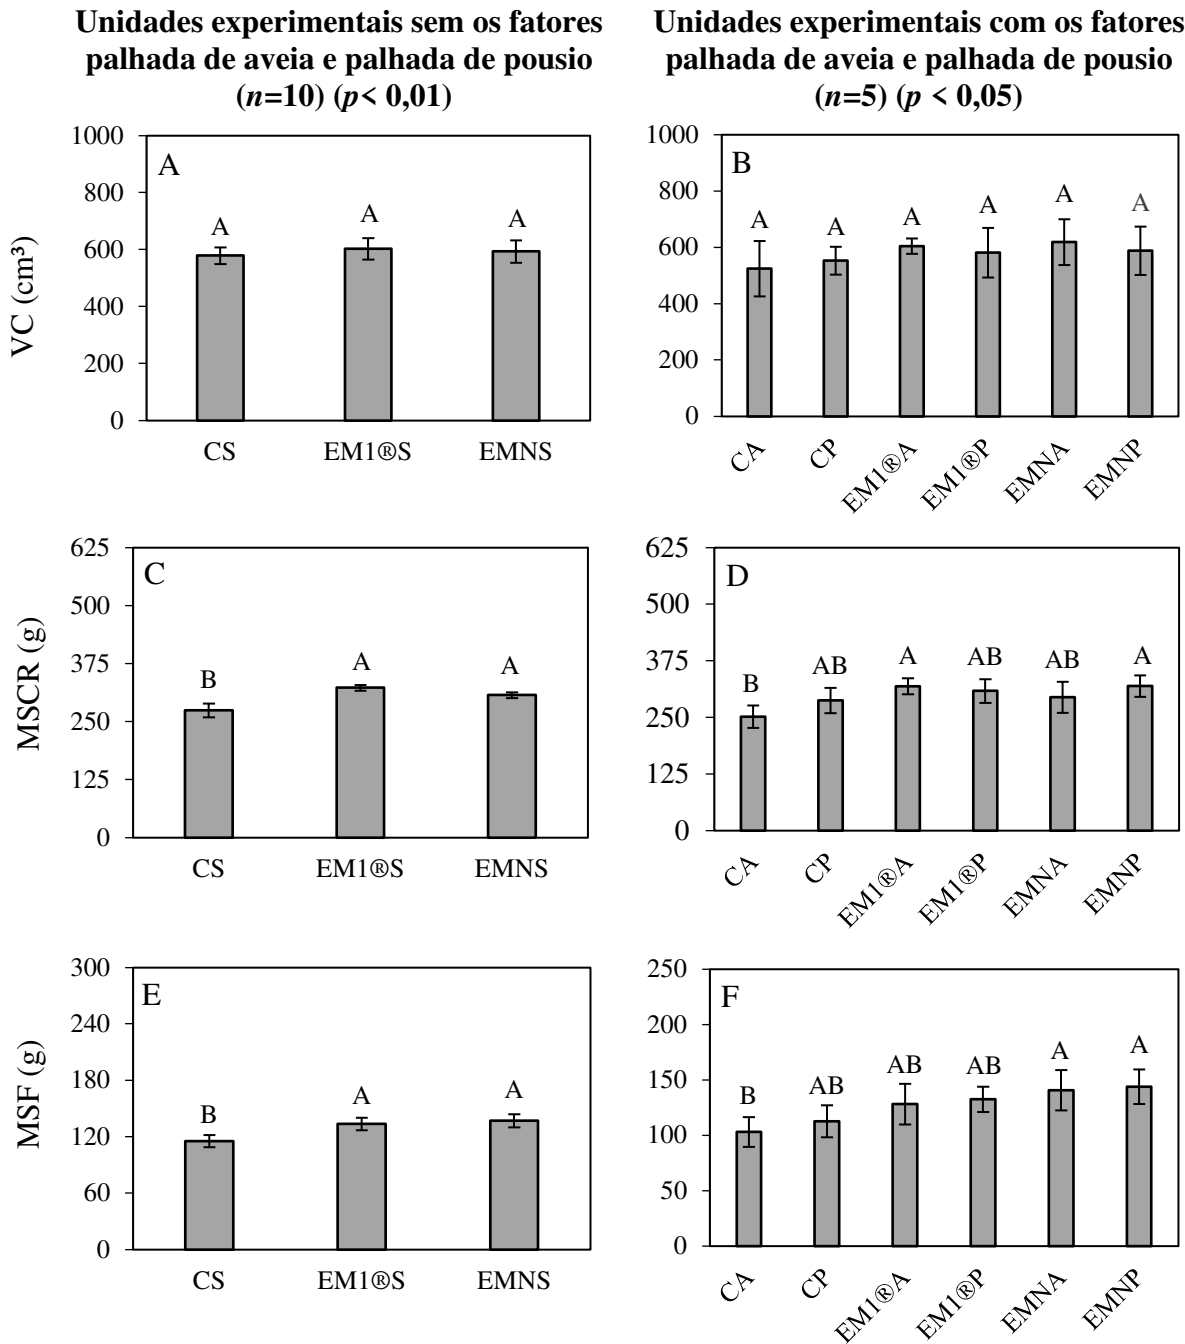 Unidades experimentais sem os fatores
palhada de aveia e palhada de pousio
(n=10) (p< 0,01)
Unidades experimentais com os fatores
palhada de aveia e palhada de pousio
(n=5) (p < 0,05)
VC (cm³)
1000
800
600
400
200
0
A
A
A
A
CS
EM1®S
EMNS
1000
800
600
400
200
0
B
A
A
A
A
A
A
CA
CP
EM1®A
EM1®P
EMNA
EMNP
MSCR (g)
625
500
375
250
125
0
C
B
A
A
CS
EM1®S
EMNS
625
500
375
250
125
0
D
B
AB
A
AB
AB
A
CA
CP
EM1®A
EM1®P
EMNA
EMNP
MSF (g)
300
240
180
120
60
0
E
B
A
A
CS
EM1®S
EMNS
250
200
150
100
50
0
F
B
AB
AB
AB
A
A
CA
CP
EM1®A
EM1®P
EMNA
EMNP